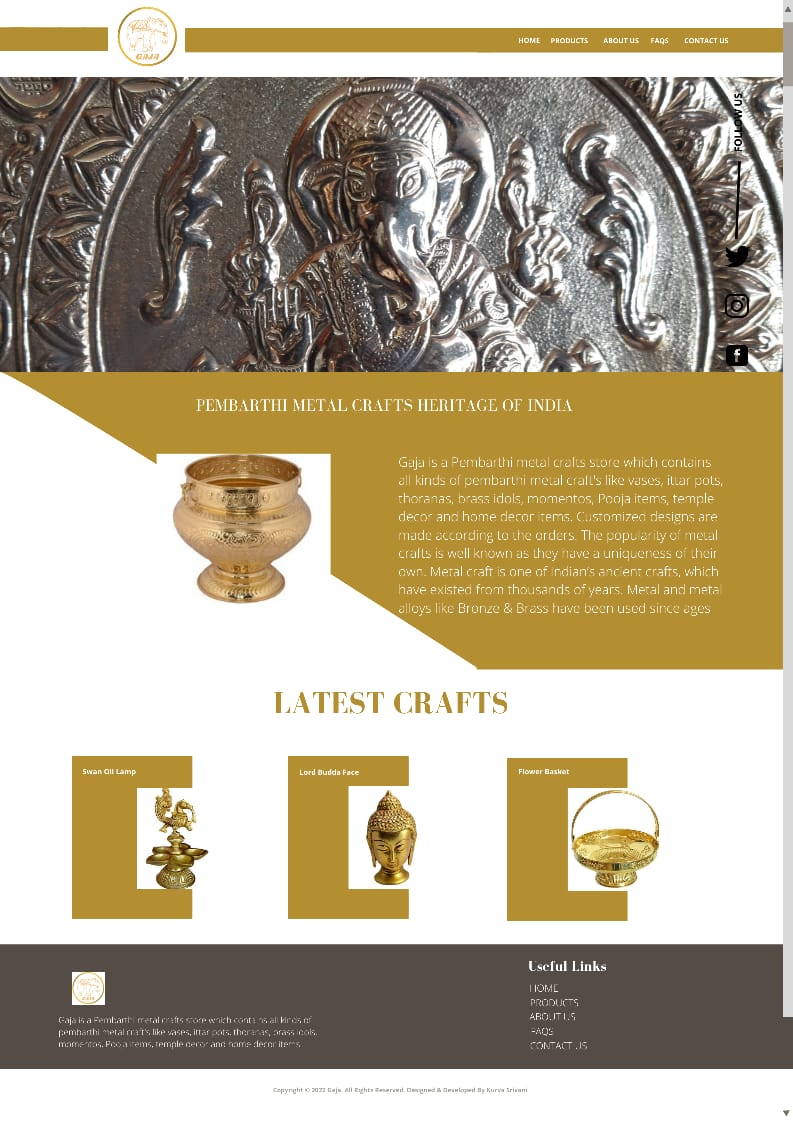 GAJA
HOME PRODUCTS ABOUT US FAQS CONTACT US
FOLLOW US
PEMBARTHI METAL CRAFTS HERITAGE OF INDIA
Gaja is a Pembarthi metal crafts store which contains
all kinds of pembarthi metal craft's like vases, ittar pots,
thoranas, brass idols, momentos, Pooja items, temple
decor and home decor items. Customized designs are
made according to the orders. The popularity of metal
crafts is well known as they have a uniqueness of their
own. Metal craft is one of Indian's ancient crafts, which
have existed from thousands of years. Metal and metal
alloys like Bronze & Brass have been used since ages
LATEST CRAFTS
Swan Oil Lamp
Lord Budda Face
Flower Basket
GAJA
Gaja is a Pembarthi metal crafts store which contains all kinds of
pembarthi metal craft's like vases, ittar pots, thoranas, brass idols,
momentos, Pooja items, temple decor and home decor items
Useful Links
HOME
PRODUCTS
ABOUT US
FAQS
CONTACT US
Copyright © 2022 Gaja. All Rights Reserved. Designed & Developed By Kurva Srivani